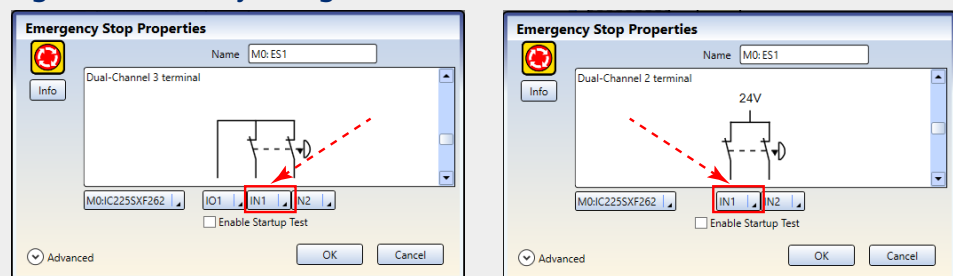 Emergency Stop Properties
Name M0: ES1
Info
Dual-Channel 3 terminal
M0:IC225SXF262 IO1 IN1 IN2
Enable Startup Test
Advanced OK Cancel
Emergency Stop Properties
Name M0: ES1
Info
Dual-Channel 2 terminal
24V
M0:IC225SXF262 IN1 IN2
Enable Startup Test
Advanced OK Cancel